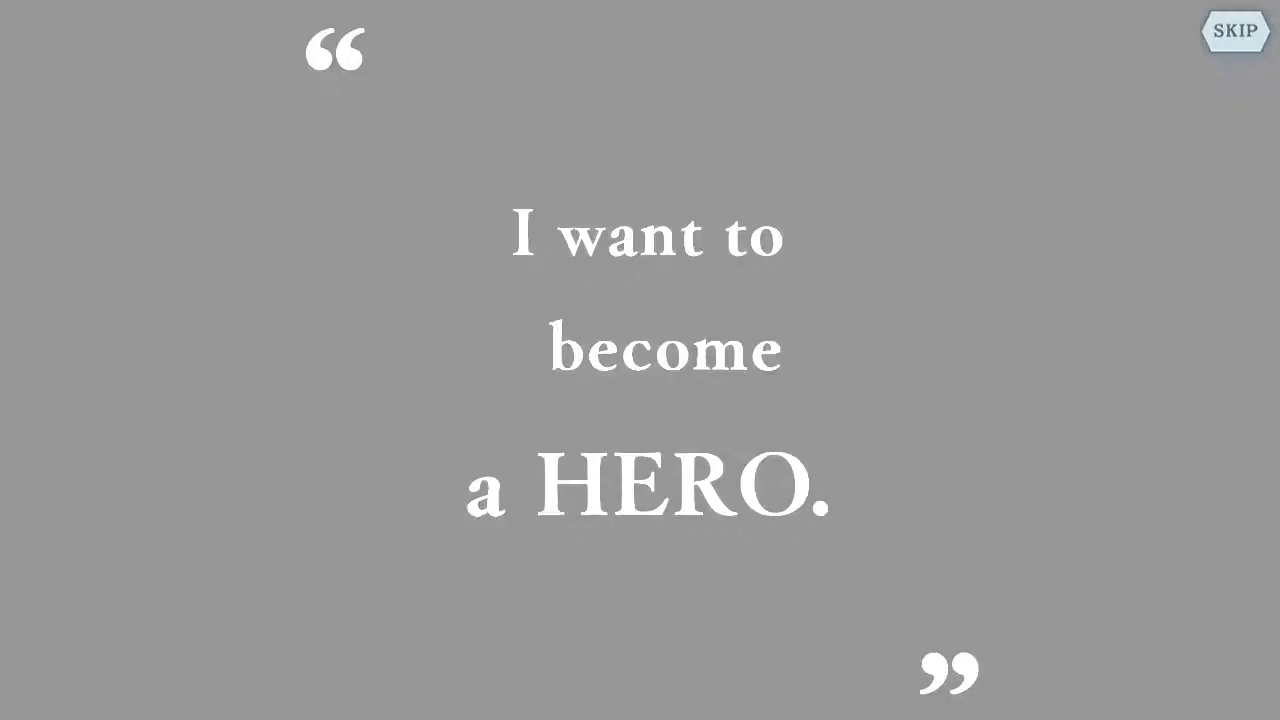 SKIP
“
I want to
become
a HERO.
”